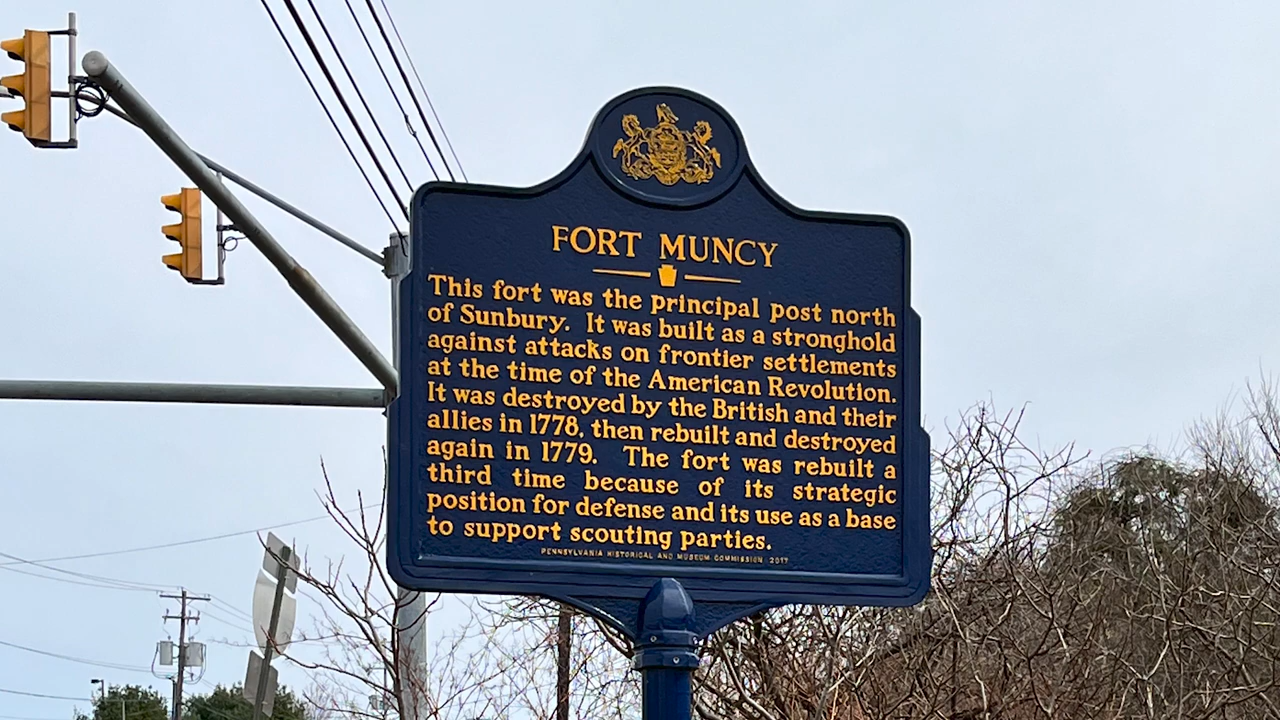 FORT MUNCY
This fort was the principal post north
of Sunbury. It was built as a stronghold
against attacks on frontier settlements
at the time of the American Revolution.
It was destroyed by the British and their
allies in 1778, then rebuilt and destroyed
again in 1779. The fort was rebuilt a
third time because of its strategic
position for defense and its use as a base
to support scouting parties.
PENNSYLVANIA HISTORICAL AND MUSEUM COMMISSION 2017